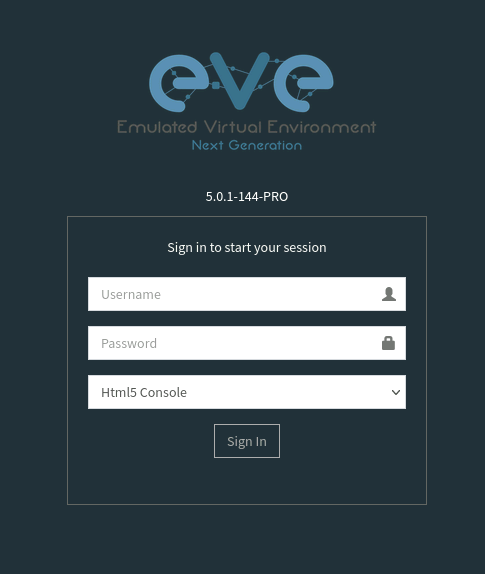 eve
Emulated Virtual Environment
Next Generation
5.0.1-144-PRO
Sign in to start your session
Username
Password
Html5 Console
Sign In